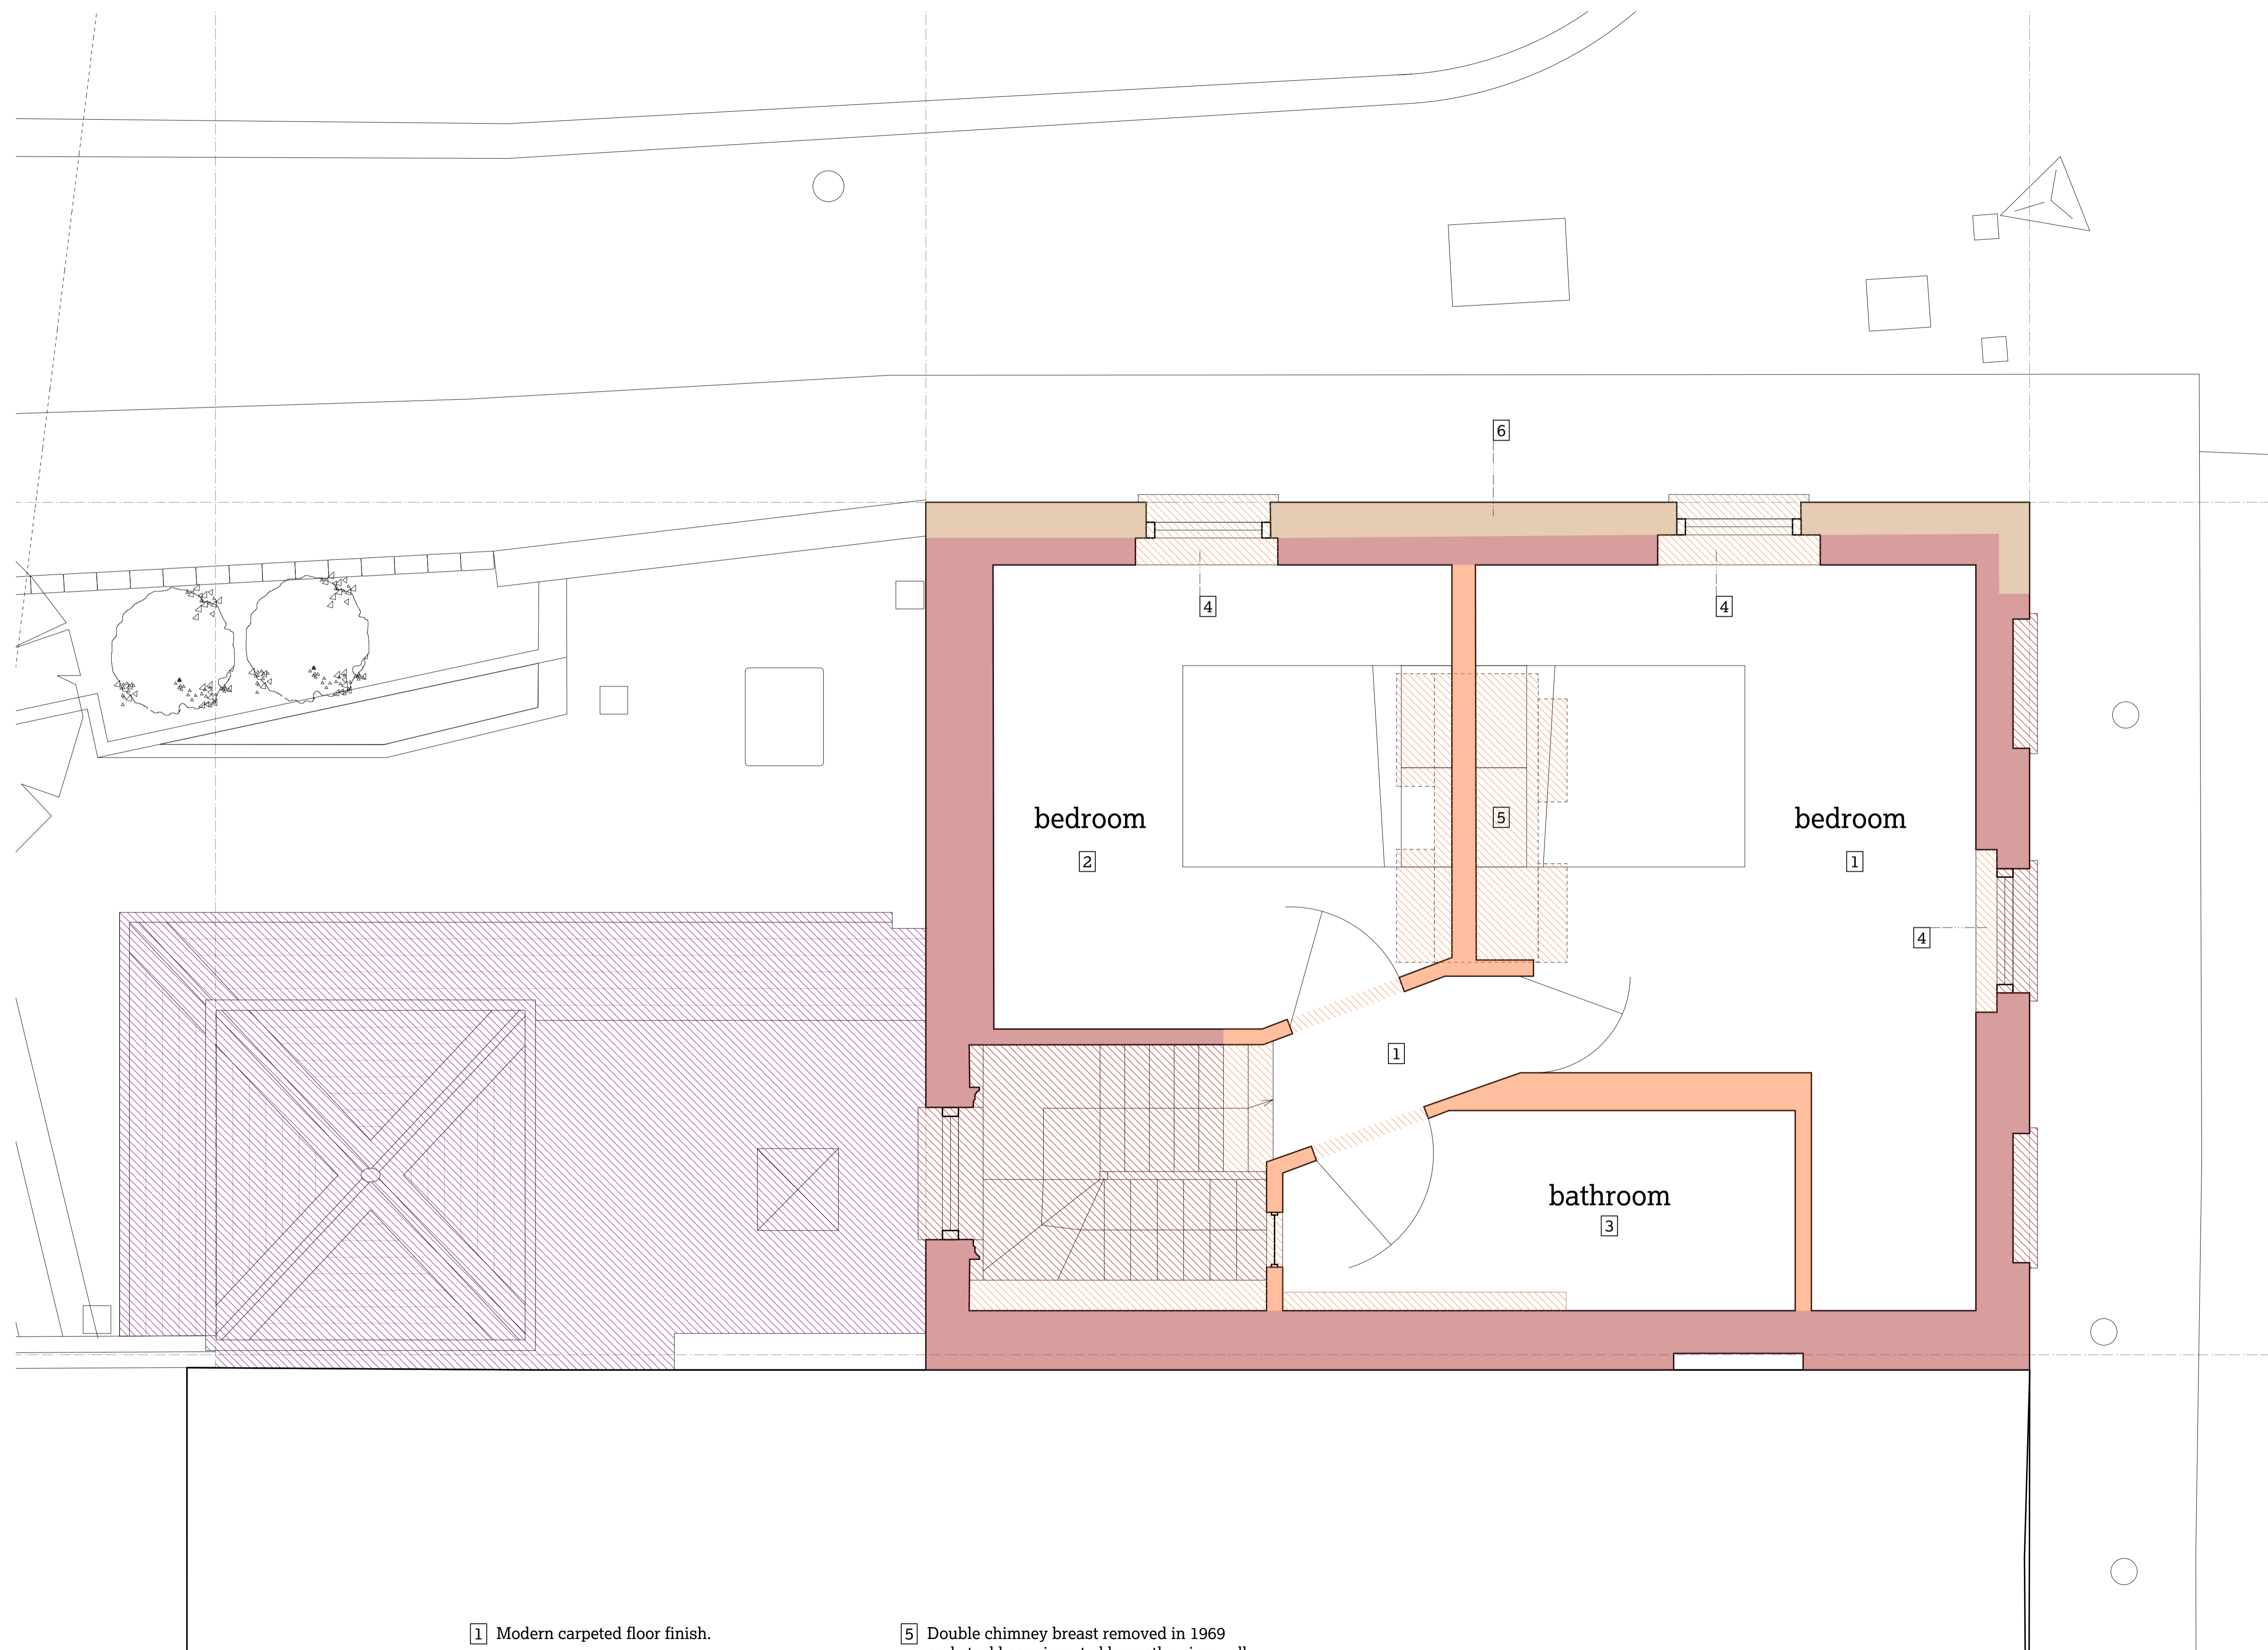 6
4
4
bedroom
5
bedroom
2
1
4
1
bathroom
3
1 Modern carpeted floor finish.
5 Double chimney breast removed in 1969